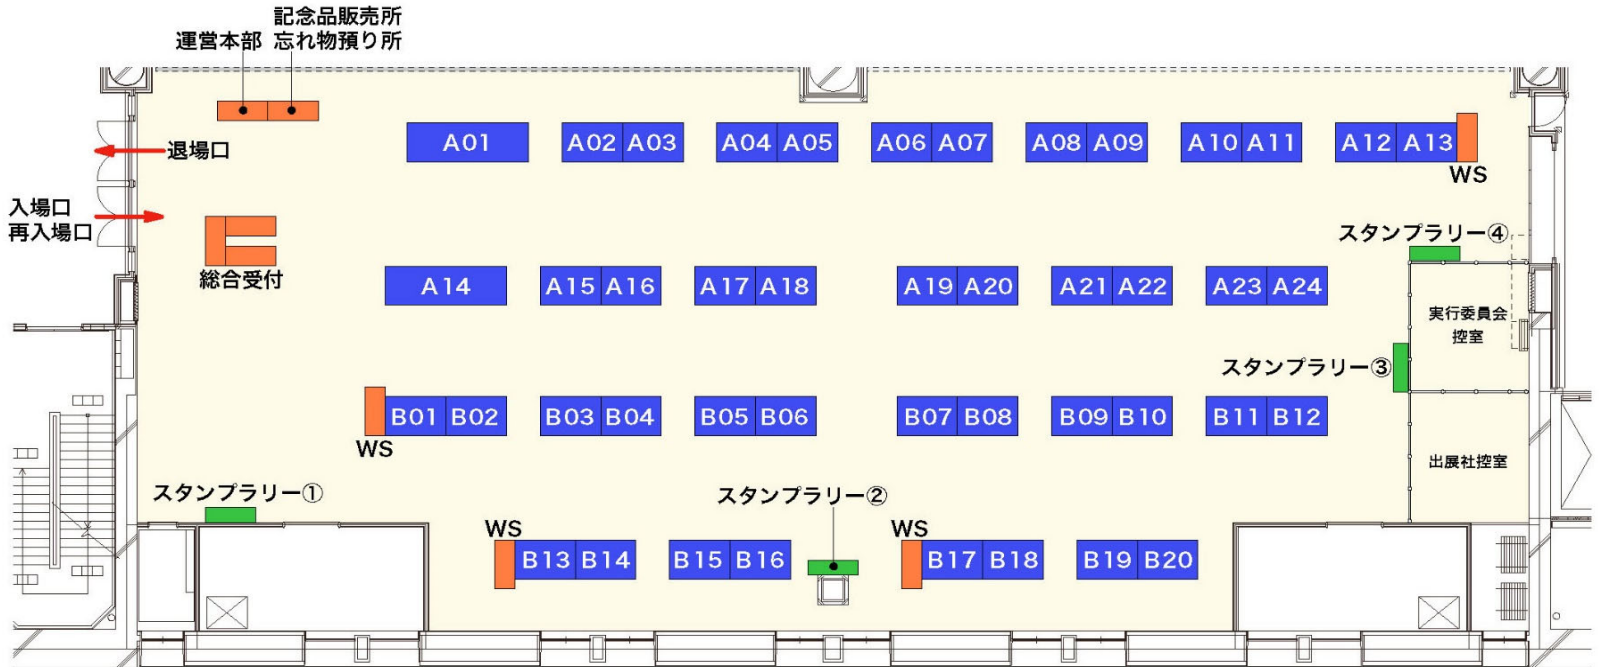 記念品販売所
運営本部 忘れ物預り所
A01 A02 A03 A04 A05 A06 A07 A08 A09 A10 A11 A12 A13
退場口
WS
入場口
再入場口
スタンプラリー④
総合受付
A14 A15 A16 A17 A18 A19 A20 A21 A22 A23 A24
実行委員会
控室
スタンプラリー③
B01 B02 B03 B04 B05 B06 B07 B08 B09 B10 B11 B12
WS
出展社控室
スタンプラリー①
スタンプラリー②
WS
WS
B13 B14 B15 B16 B17 B18 B19 B20